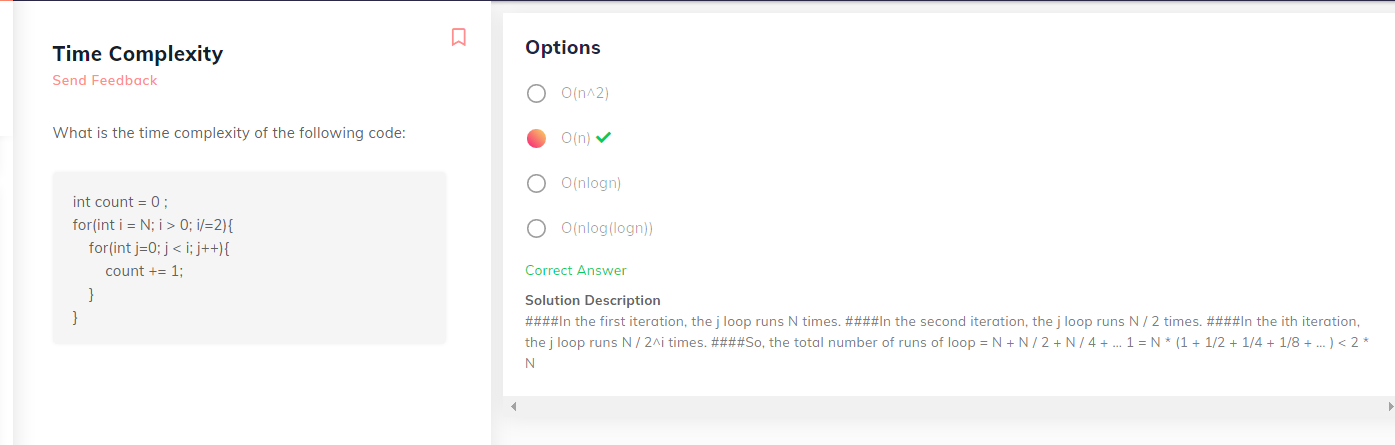 Time Complexity
Send Feedback
What is the time complexity of the following code:
int count = 0 ;
for(int i = N; i > 0; i/=2){
for(int j=0; j < i; j++){
count += 1;
}
}
Options
O(n^2)
O(n)
O(nlogn)
O(nlog(logn))
Correct Answer
Solution Description
####In the first iteration, the j loop runs N times. ####In the second iteration, the j loop runs N / 2 times. ####In the ith iteration,
the j loop runs N / 2^i times. ####So, the total number of runs of loop = N + N / 2 + N / 4 + ... 1 = N * (1 + 1/2 + 1/4 + 1/8 + ... ) < 2 *
N